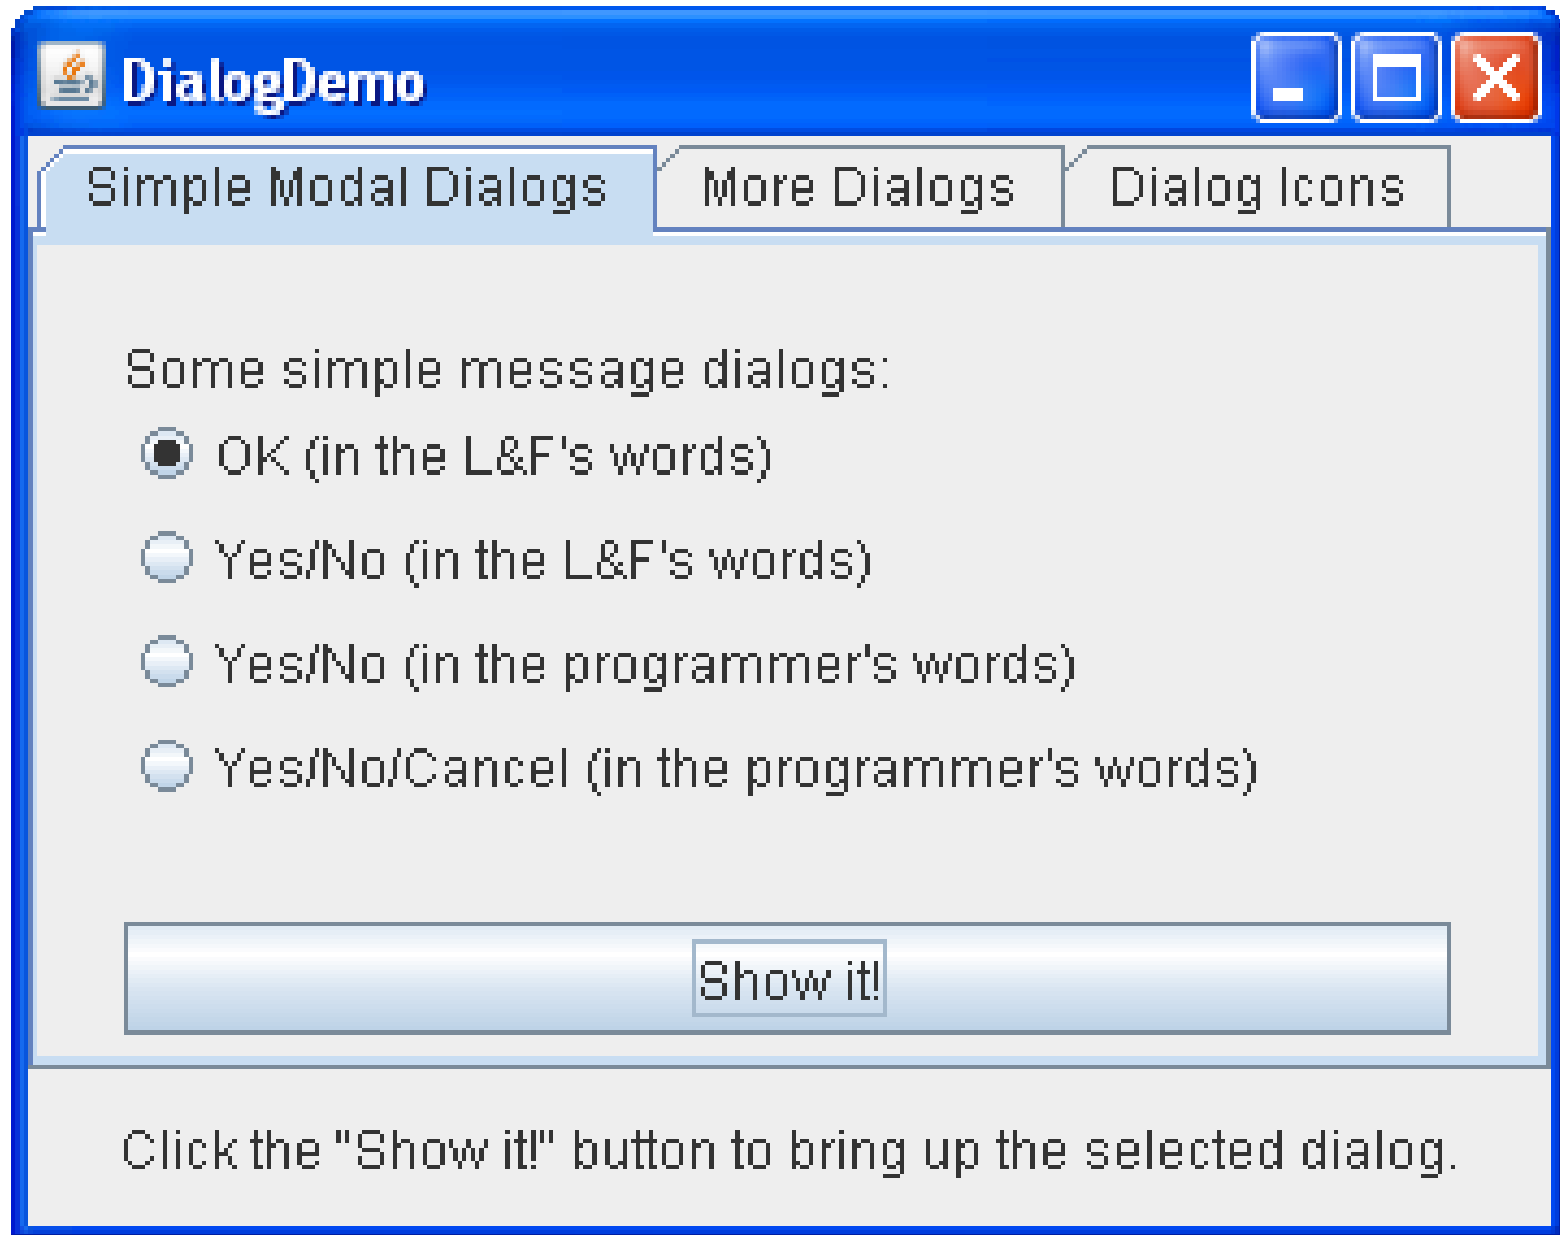 DialogDemo
Simple Modal Dialogs More Dialogs Dialog Icons
Some simple message dialogs:
OK (in the L&F's words)
Yes/No (in the L&F's words)
Yes/No (in the programmer's words)
Yes/No/Cancel (in the programmer's words)
Show it!
Click the "Show it!" button to bring up the selected dialog.